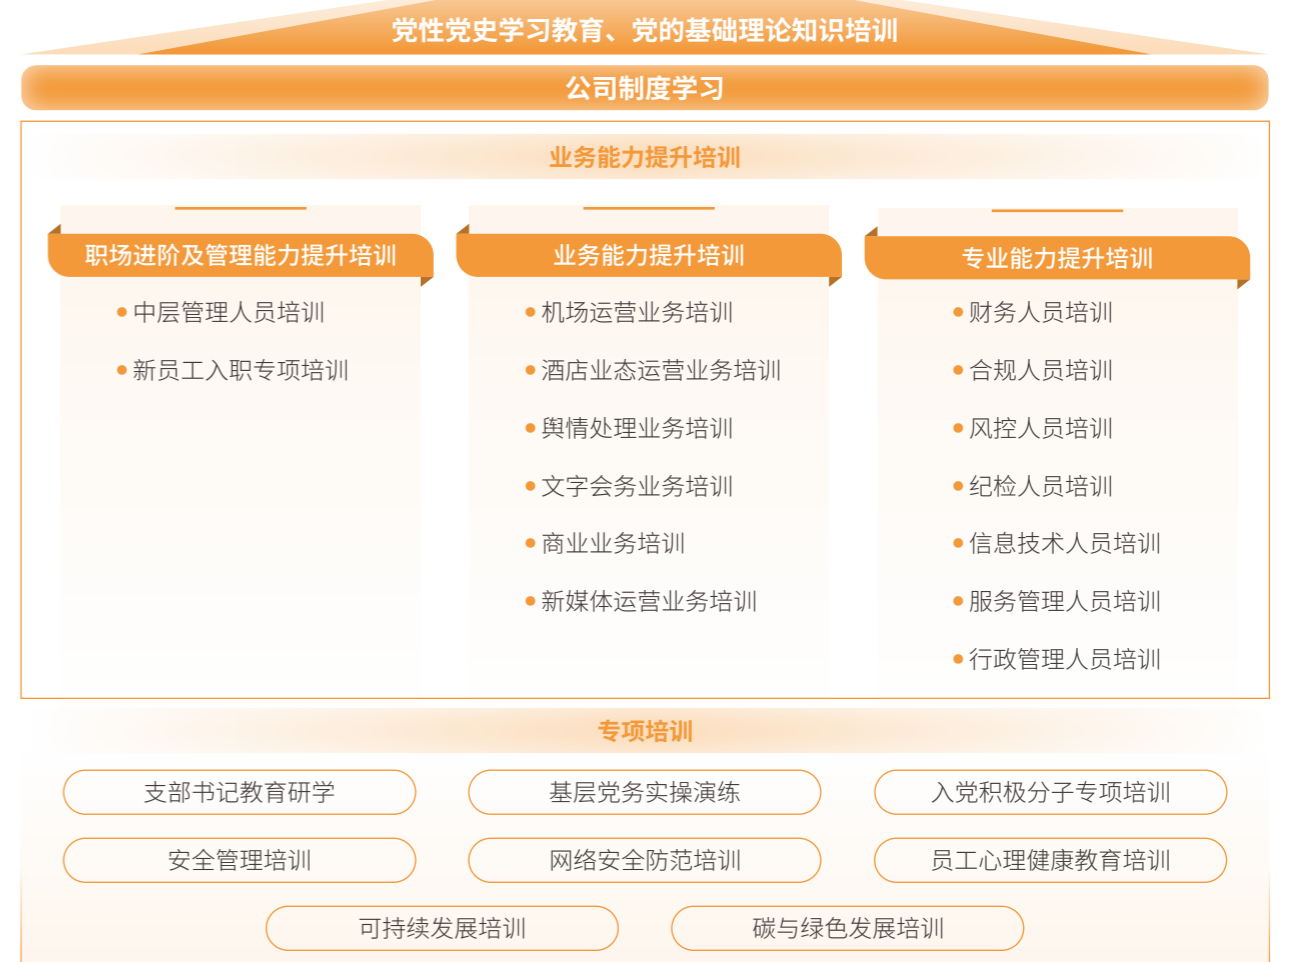 党性党史学习教育、党的基础理论知识培训
公司制度学习
业务能力提升培训
职场进阶及管理能力提升培训
中层管理人员培训
新员工入职专项培训
业务能力提升培训
机场运营业务培训
酒店业态运营业务培训
舆情处理业务培训
文字会务业务培训
商业业务培训
新媒体运营业务培训
专业能力提升培训
财务人员培训
合规人员培训
风控人员培训
纪检人员培训
信息技术人员培训
服务管理人员培训
行政管理人员培训
专项培训
支部书记教育研学
基层党务实操演练
入党积极分子专项培训
安全管理培训
网络安全防范培训
员工心理健康教育培训
可持续发展培训
碳与绿色发展培训